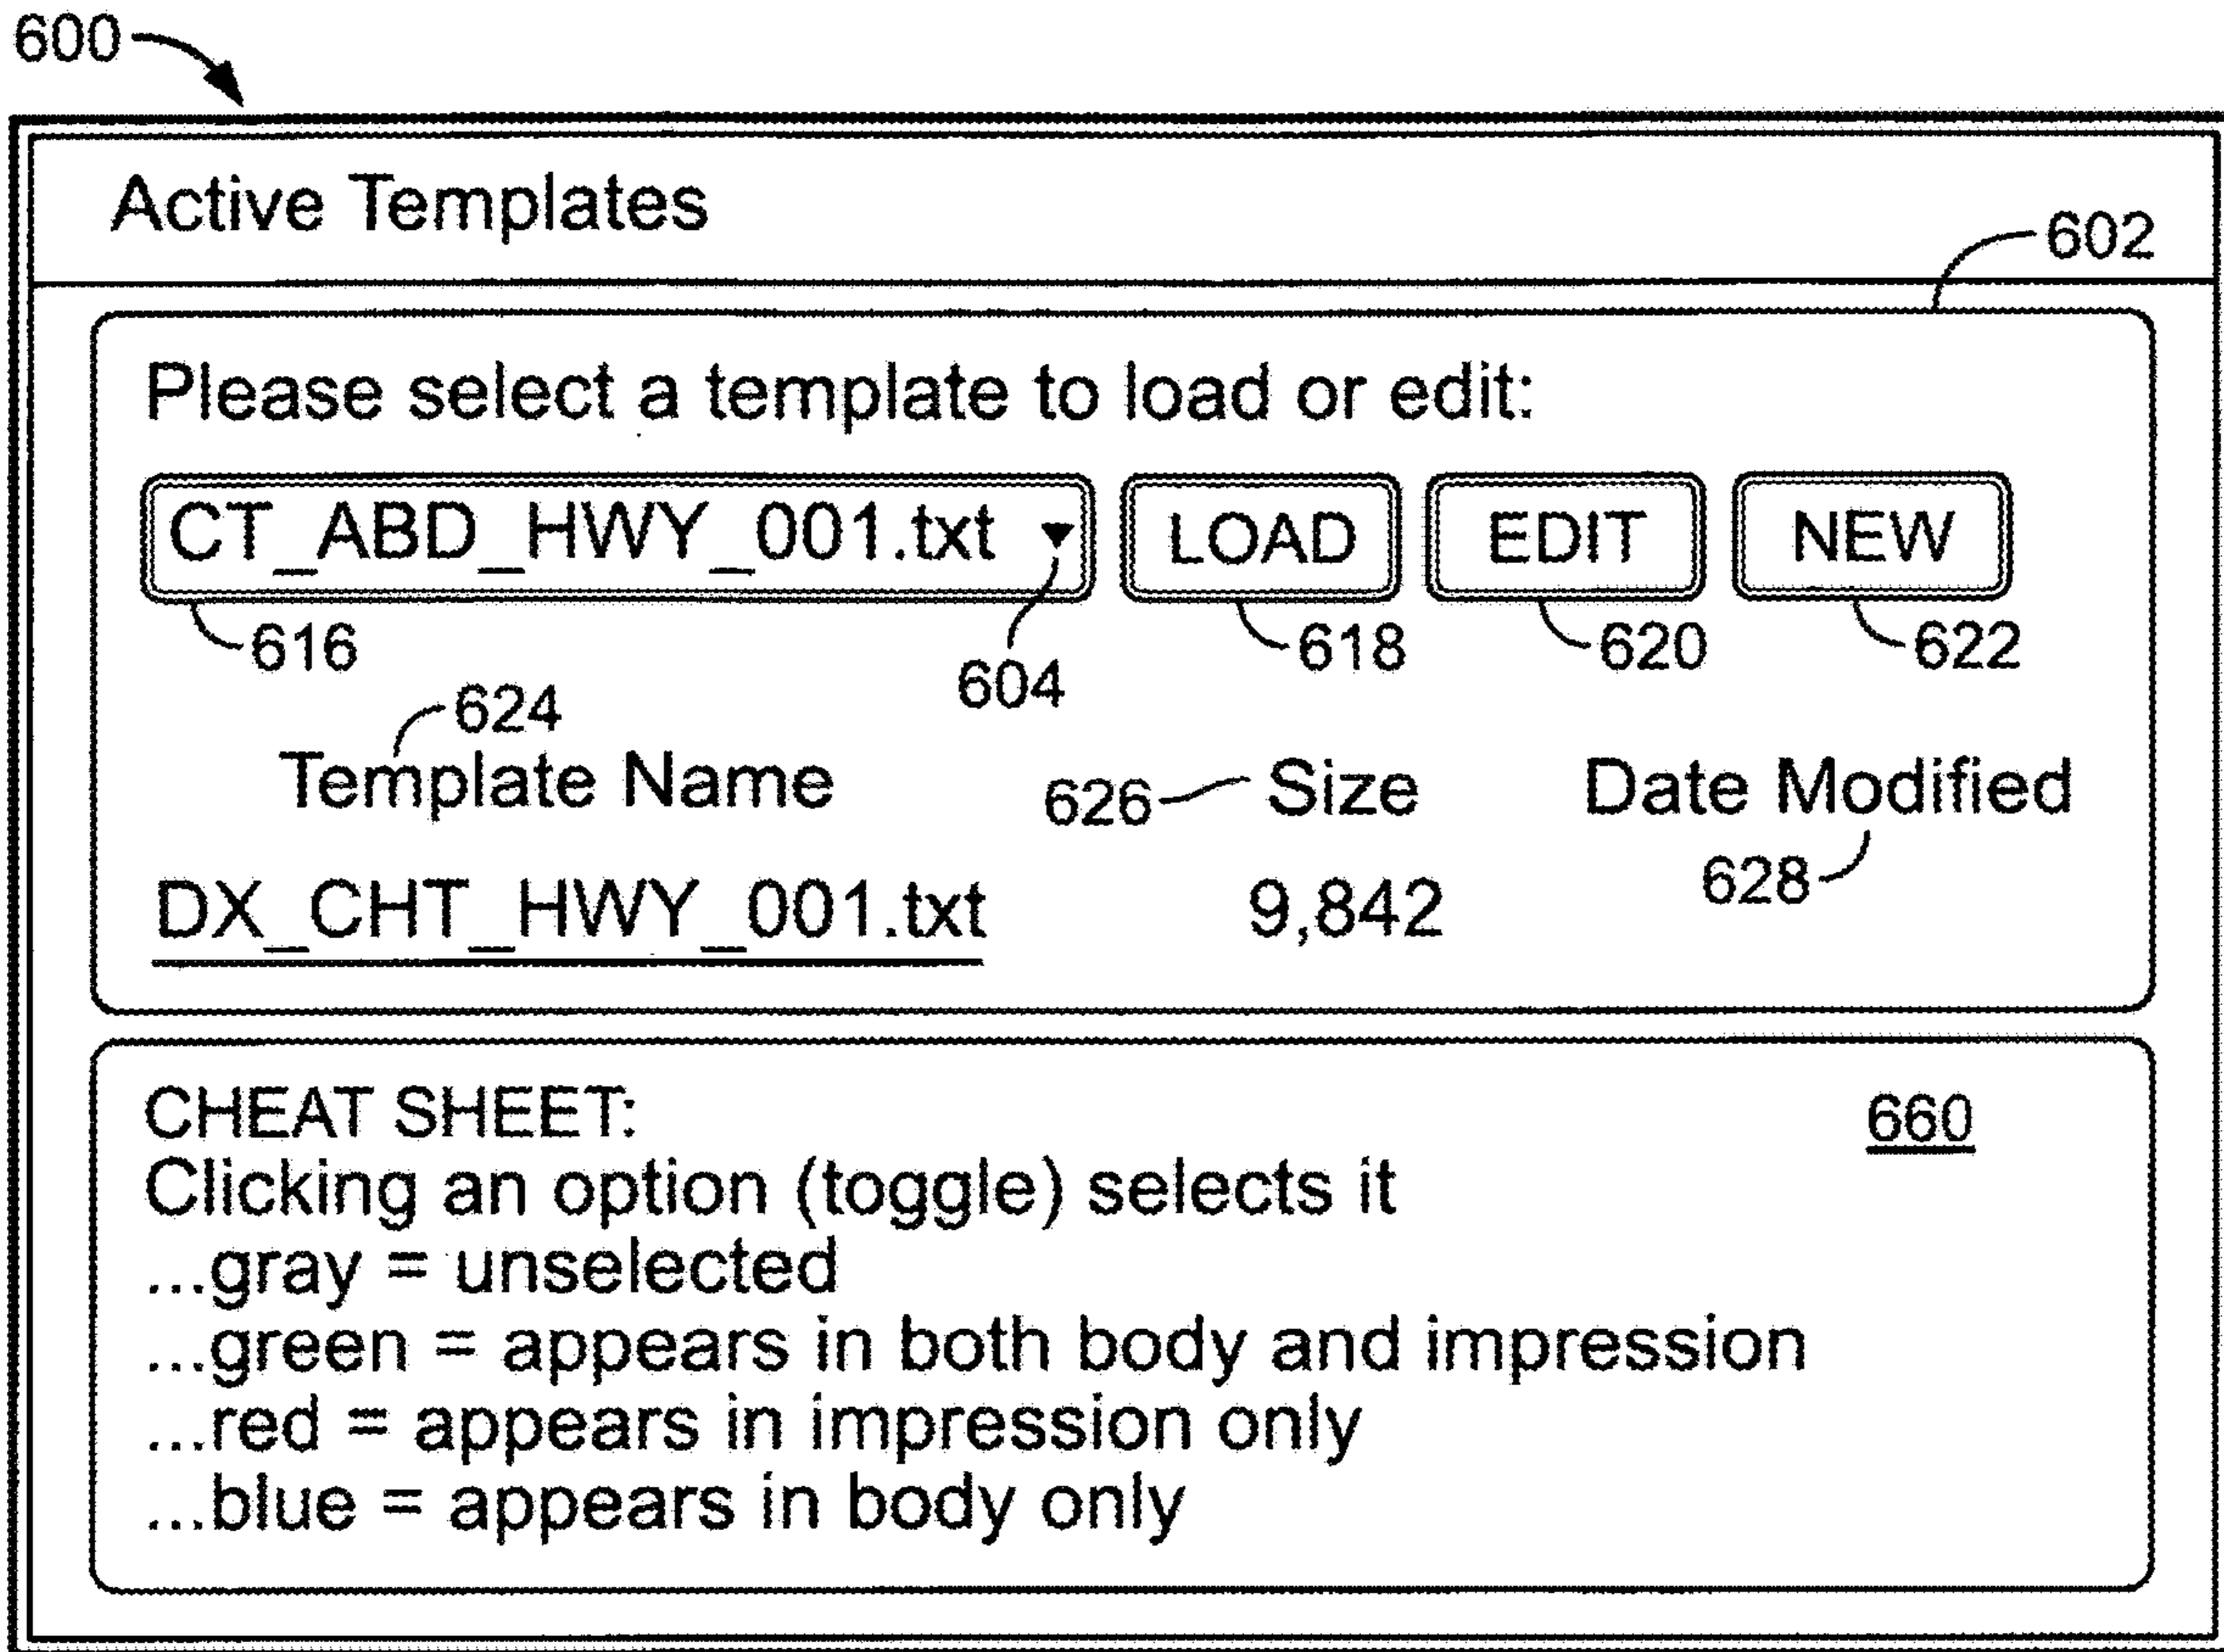 600
Active Templates
602
Please select a template to load or edit:
CT_ABD_HWY_001.txt LOAD EDIT NEW
616 604 618 620 622
624
Template Name 626 Size Date Modified
628
DX_CHT_HWY_001.txt 9,842
CHEAT SHEET: 660
Clicking an option (toggle) selects it
...gray = unselected
...green = appears in both body and impression
...red = appears in impression only
...blue = appears in body only